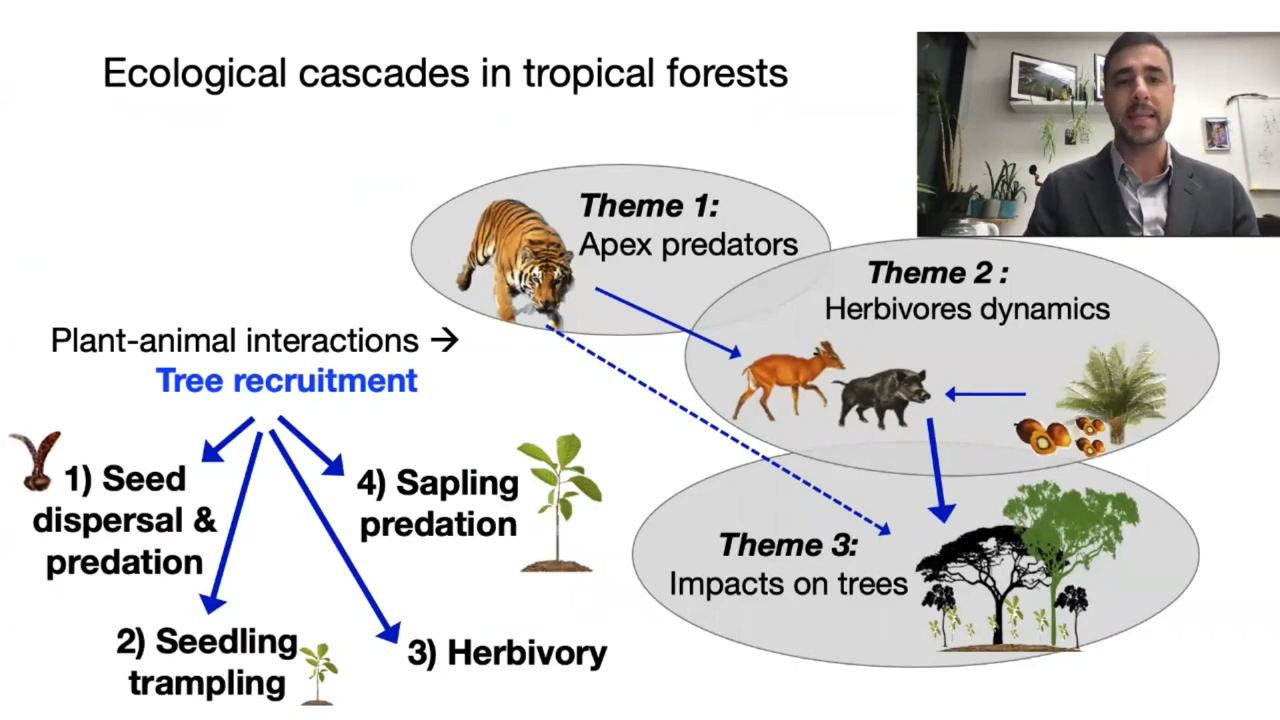 Ecological cascades in tropical forests
Theme 1:
Apex predators
Theme 2 :
Herbivores dynamics
Plant-animal interactions →
Tree recruitment
1) Seed
dispersal &
predation
4) Sapling
predation
2) Seedling
trampling
3) Herbivory
Theme 3:
Impacts on trees